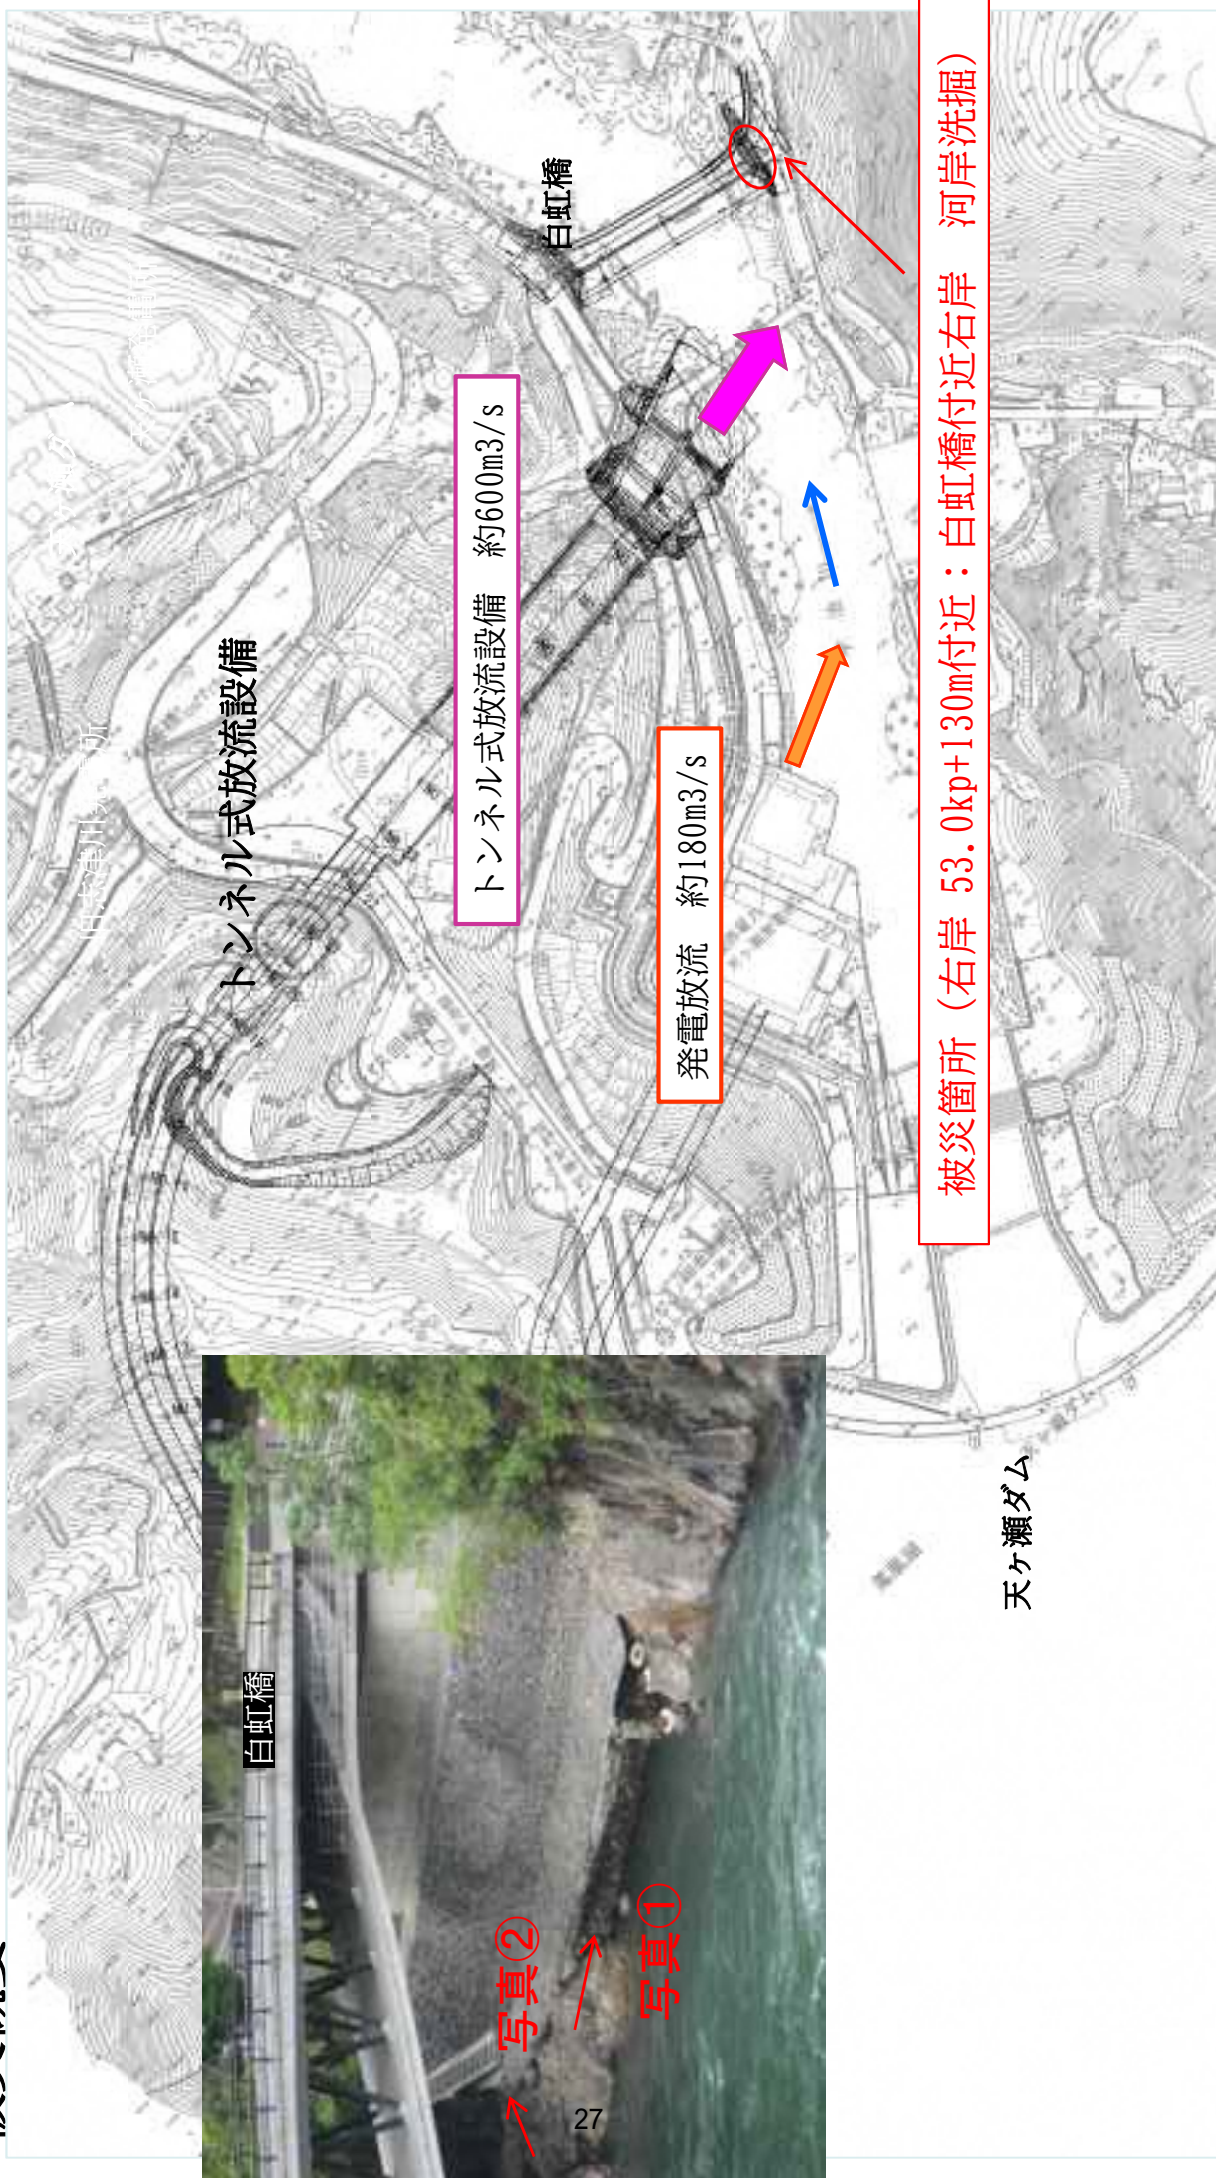 白虹橋
トンネル式放流設備
トンネル式放流設備　約600m3/s
発電放流　約180m3/s
被災箇所（右岸 53.0kp+130m付近：白虹橋付近右岸　河岸洗掘）
天ヶ瀬ダム
白虹橋
写真②
写真①
27